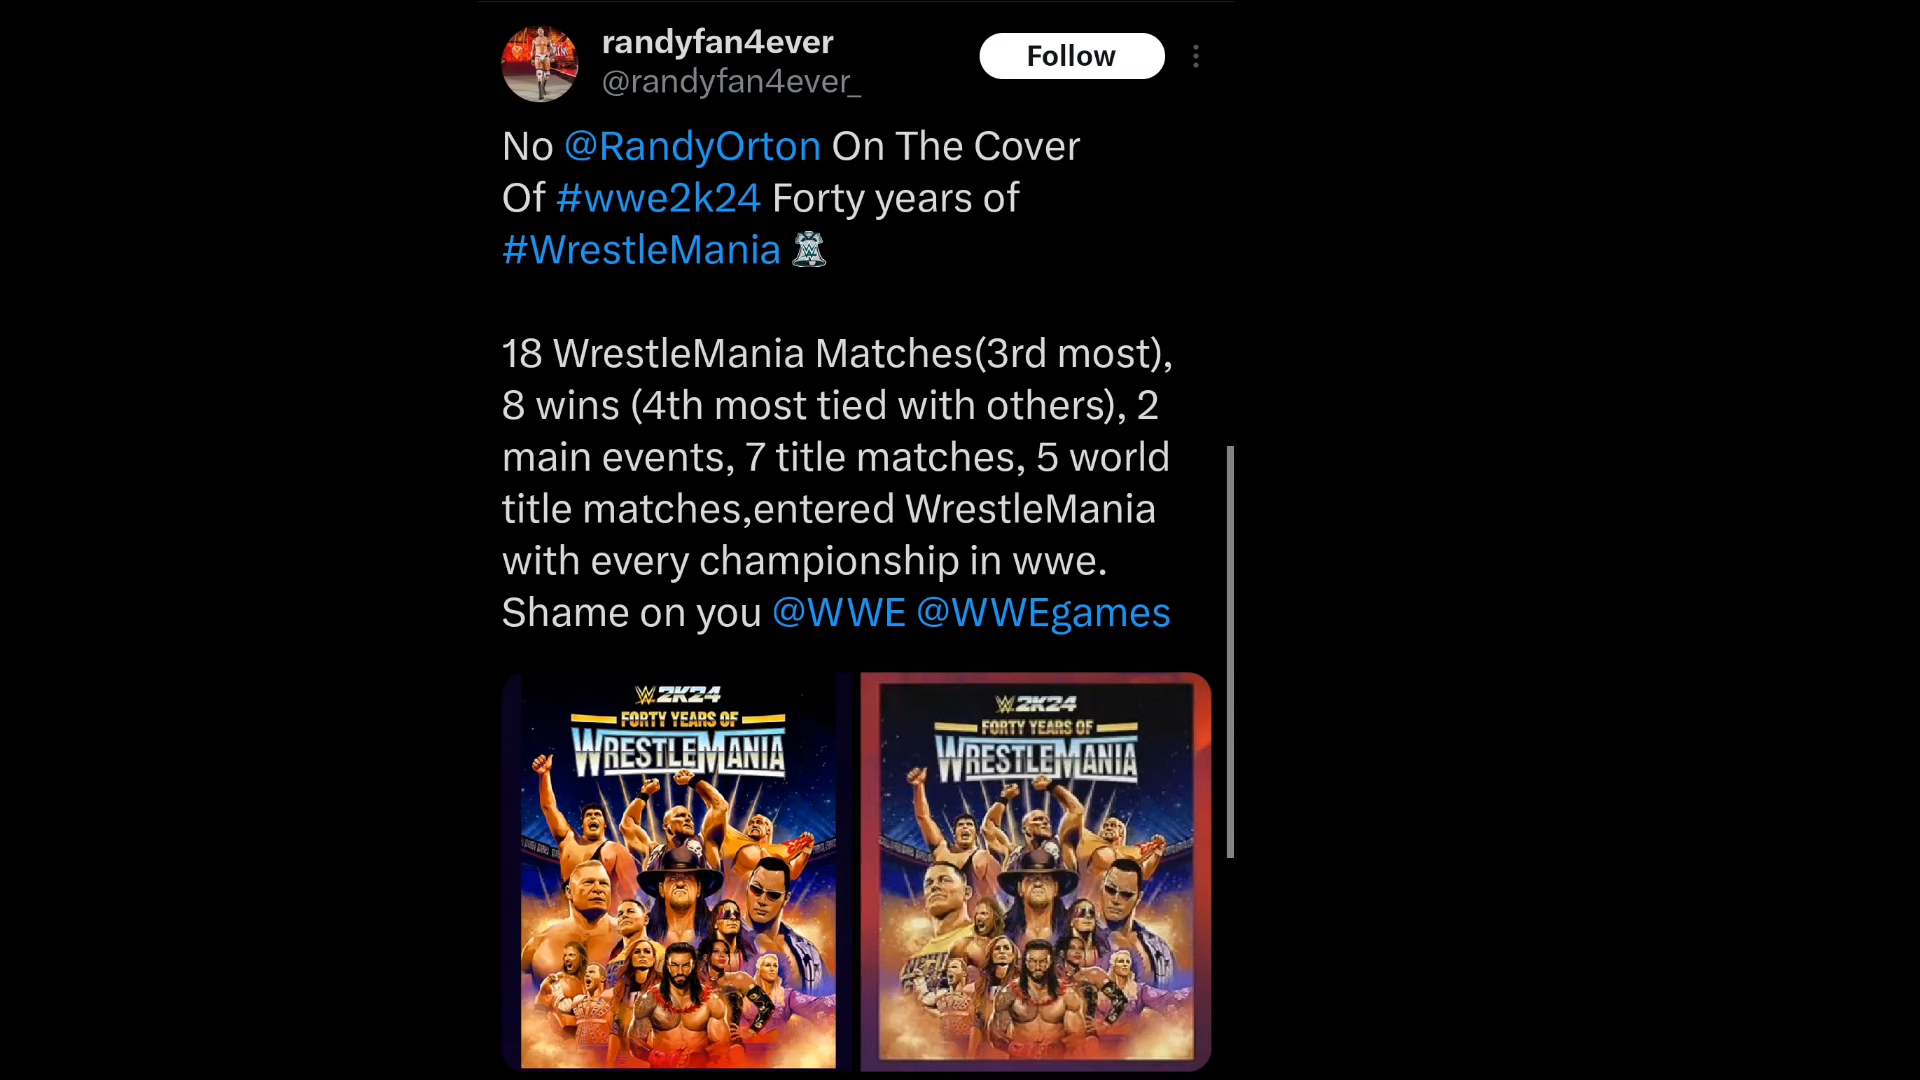 randyfan4ever
@randyfan4ever_
Follow
No @RandyOrton On The Cover
Of #wwe2k24 Forty years of
#WrestleMania
18 WrestleMania Matches(3rd most),
8 wins (4th most tied with others), 2
main events, 7 title matches, 5 world
title matches,entered WrestleMania
with every championship in wwe.
Shame on you @WWE @WWEgames
W 2K24
FORTY YEARS OF
WRESTLEMANIA
W 2K24
FORTY YEARS OF
WRESTLEMANIA